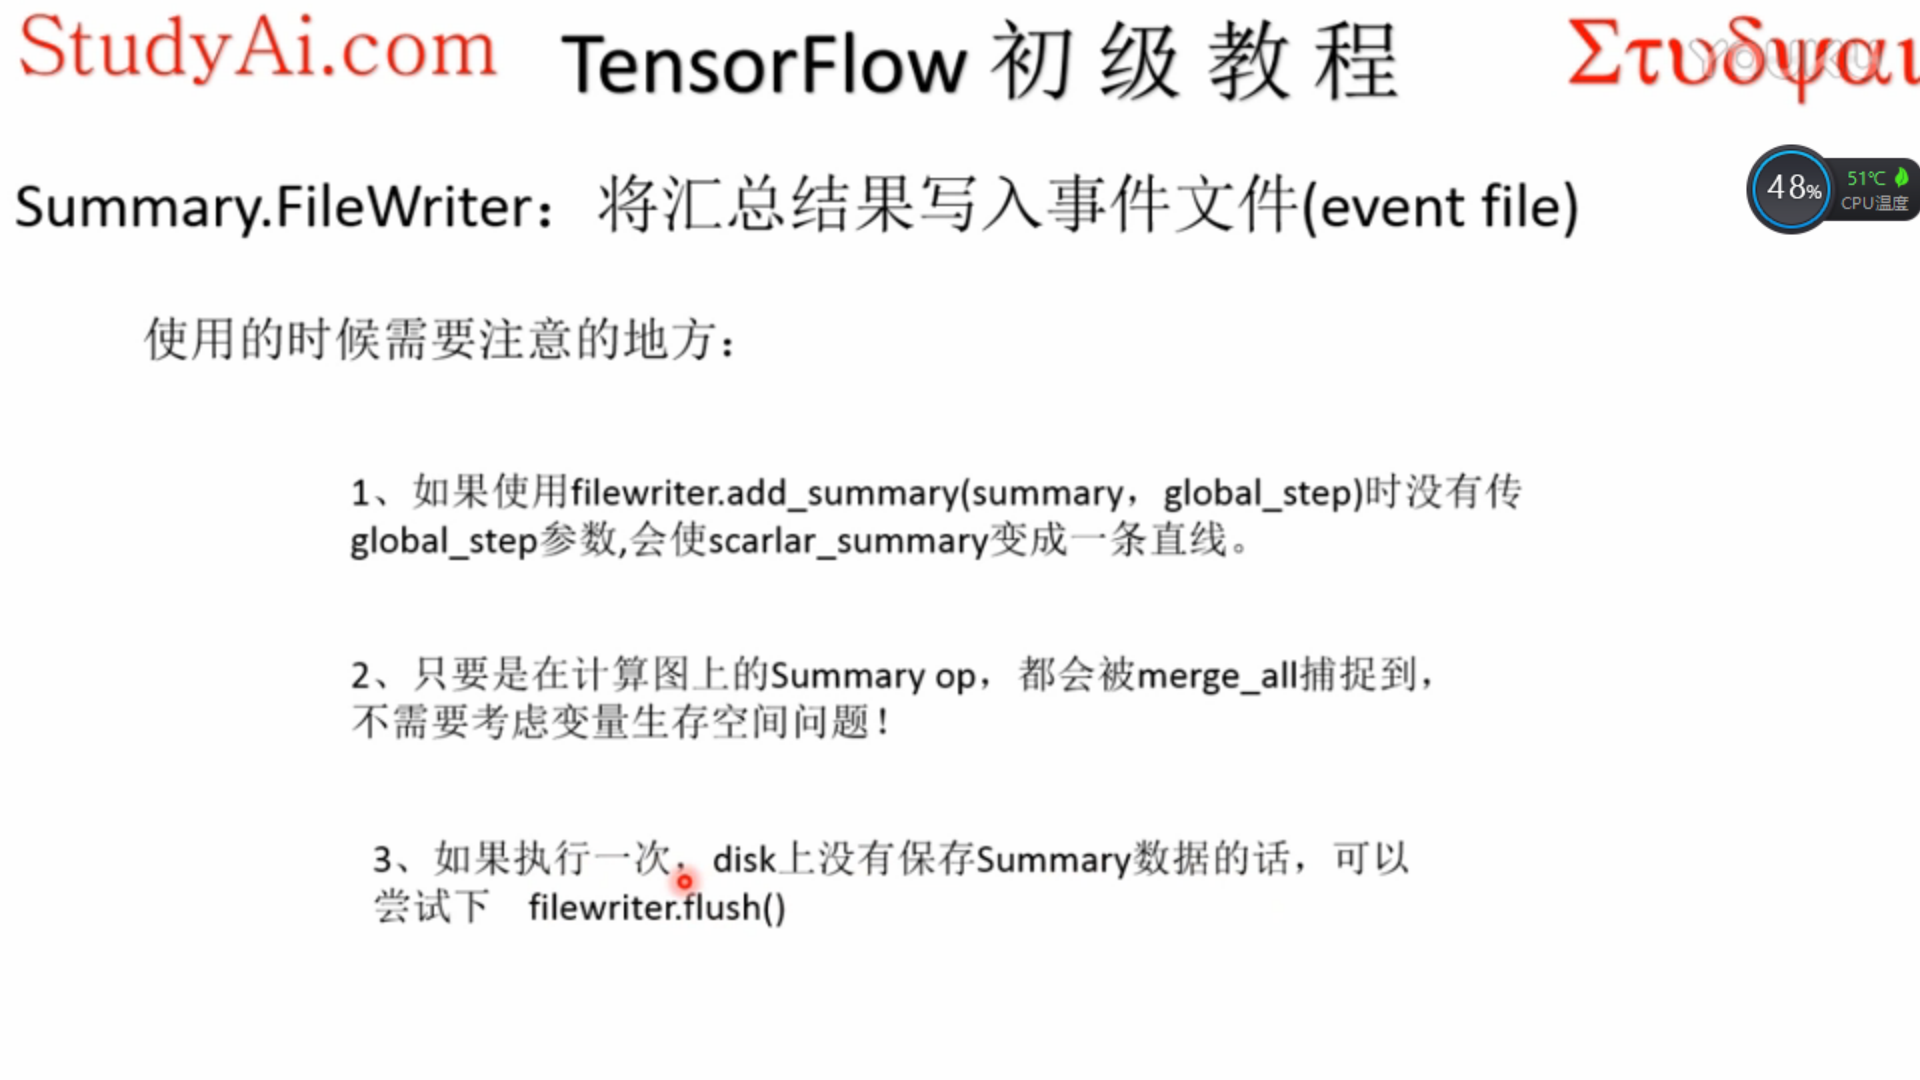 StudyAi.com
TensorFlow 初 级 教 程
Στυδψαι
YOUKU
Summary.FileWriter： 将汇总结果写入事件文件(event file)
48%
51℃
CPU温度
使用的时候需要注意的地方：
1、如果使用filewriter.add_summary(summary，global_step)时没有传
global_step参数,会使scarlar_summary变成一条直线。
2、只要是在计算图上的Summary op，都会被merge_all捕捉到，
不需要考虑变量生存空间问题！
3、如果执行一次，disk上没有保存Summary数据的话，可以
尝试下 filewriter.flush()